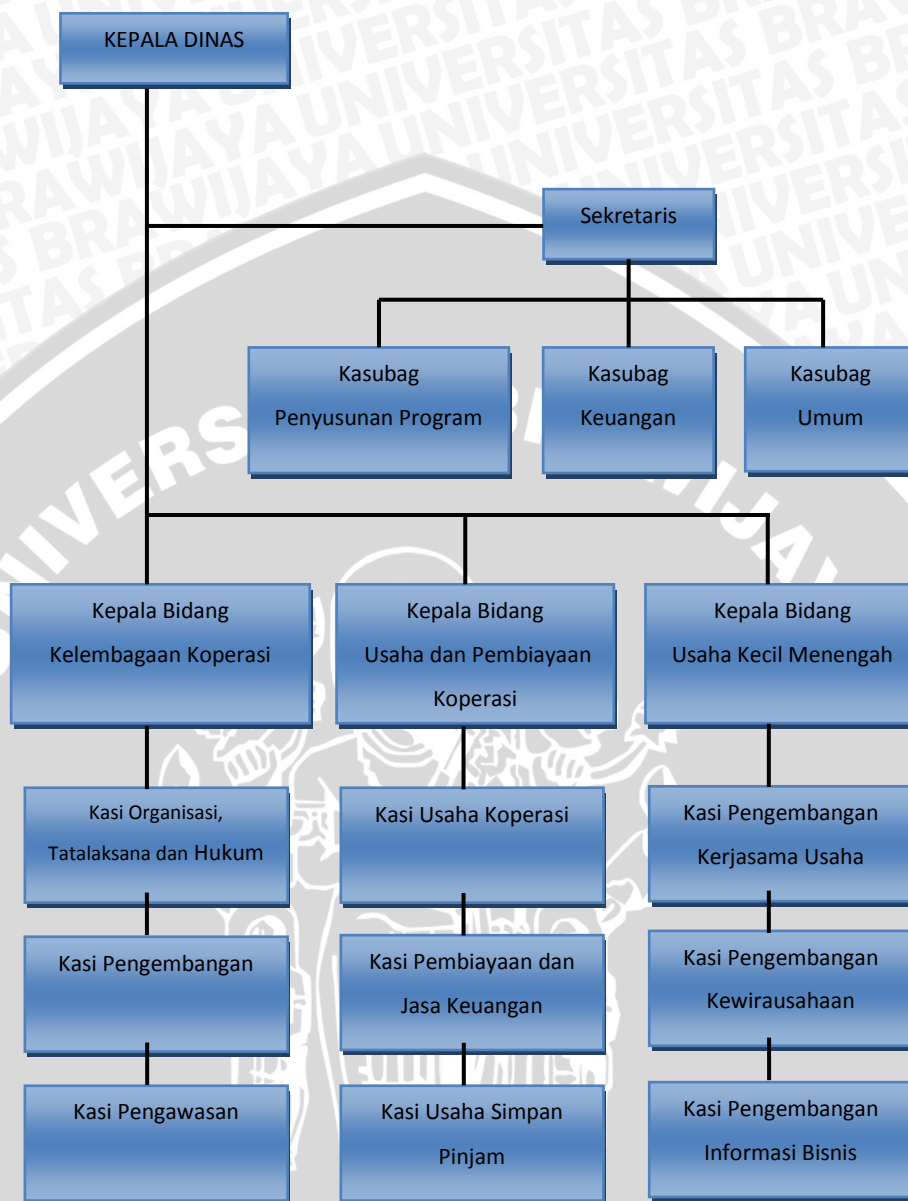 KEPALA DINAS
Sekretaris
Kasubag
Penyusunan Program
Kasubag
Keuangan
Kasubag
Umum
Kepala Bidang
Kelembagaan Koperasi
Kepala Bidang
Usaha dan Pembiayaan
Koperasi
Kepala Bidang
Usaha Kecil Menengah
Kasi Organisasi,
Tatalaksana dan Hukum
Kasi Usaha Koperasi
Kasi Pengembangan
Kerjasama Usaha
Kasi Pengembangan
Kasi Pembiayaan dan
Jasa Keuangan
Kasi Pengembangan
Kewirausahaan
Kasi Pengawasan
Kasi Usaha Simpan
Pinjam
Kasi Pengembangan
Informasi Bisnis